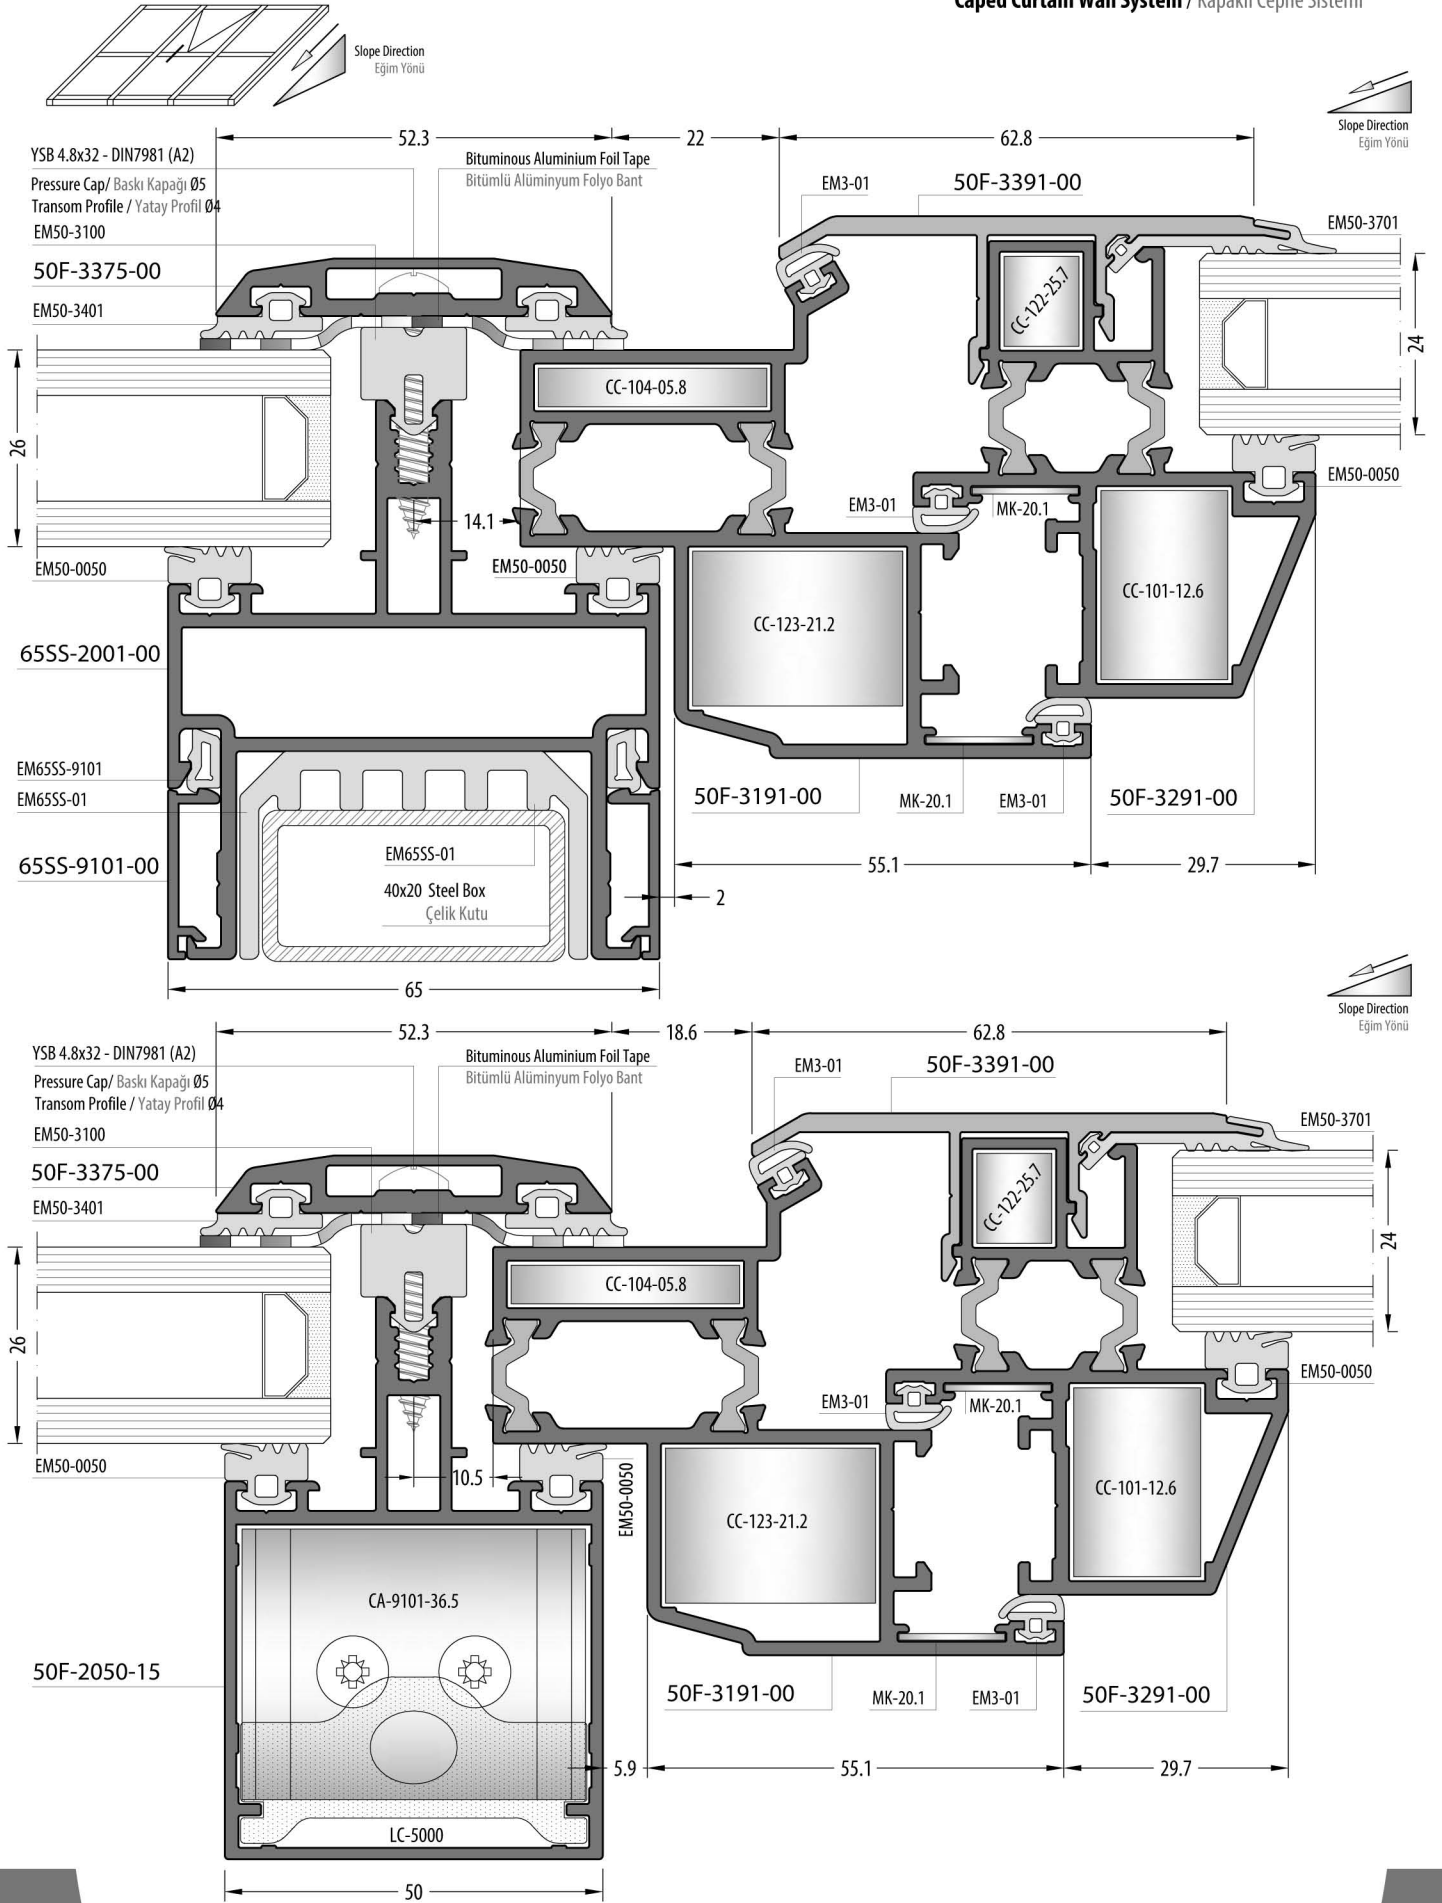 Caped Curtain Wall System / Rapaklı Cephe Sistemi
Slope Direction
Eğim Yönü
Slope Direction
Eğim Yönü
52.3
22
62.8
YSB 4.8x32 - DIN7981 (A2)
Pressure Cap/ Baskı Kapağı Ø5
Transom Profile / Yatay Profil Ø4
Bituminous Aluminium Foil Tape
Bitümlü Alüminyum Folyo Bant
EM3-01
50F-3391-00
EM50-3701
EM50-3100
50F-3375-00
EM50-3401
CC-122-25.7
24
CC-104-05.8
26
14.1
EM3-01
MK-20.1
EM50-0050
EM50-0050
EM50-0050
CC-101-12.6
CC-123-21.2
65SS-2001-00
EM65SS-9101
EM65SS-01
50F-3191-00
MK-20.1
EM3-01
50F-3291-00
65SS-9101-00
EM65SS-01
40x20 Steel Box
Çelik Kutu
55.1
29.7
2
65
Slope Direction
Eğim Yönü
52.3
18.6
62.8
YSB 4.8x32 - DIN7981 (A2)
Pressure Cap/ Baskı Kapağı Ø5
Transom Profile / Yatay Profil Ø4
Bituminous Aluminium Foil Tape
Bitümlü Alüminyum Folyo Bant
EM3-01
50F-3391-00
EM50-3701
EM50-3100
50F-3375-00
EM50-3401
CC-122-25.7
24
CC-104-05.8
26
EM50-0050
EM3-01
MK-20.1
EM50-0050
10.5
EM50-0050
CC-101-12.6
CC-123-21.2
CA-9101-36.5
50F-2050-15
50F-3191-00
MK-20.1
EM3-01
50F-3291-00
5.9
55.1
29.7
LC-5000
50